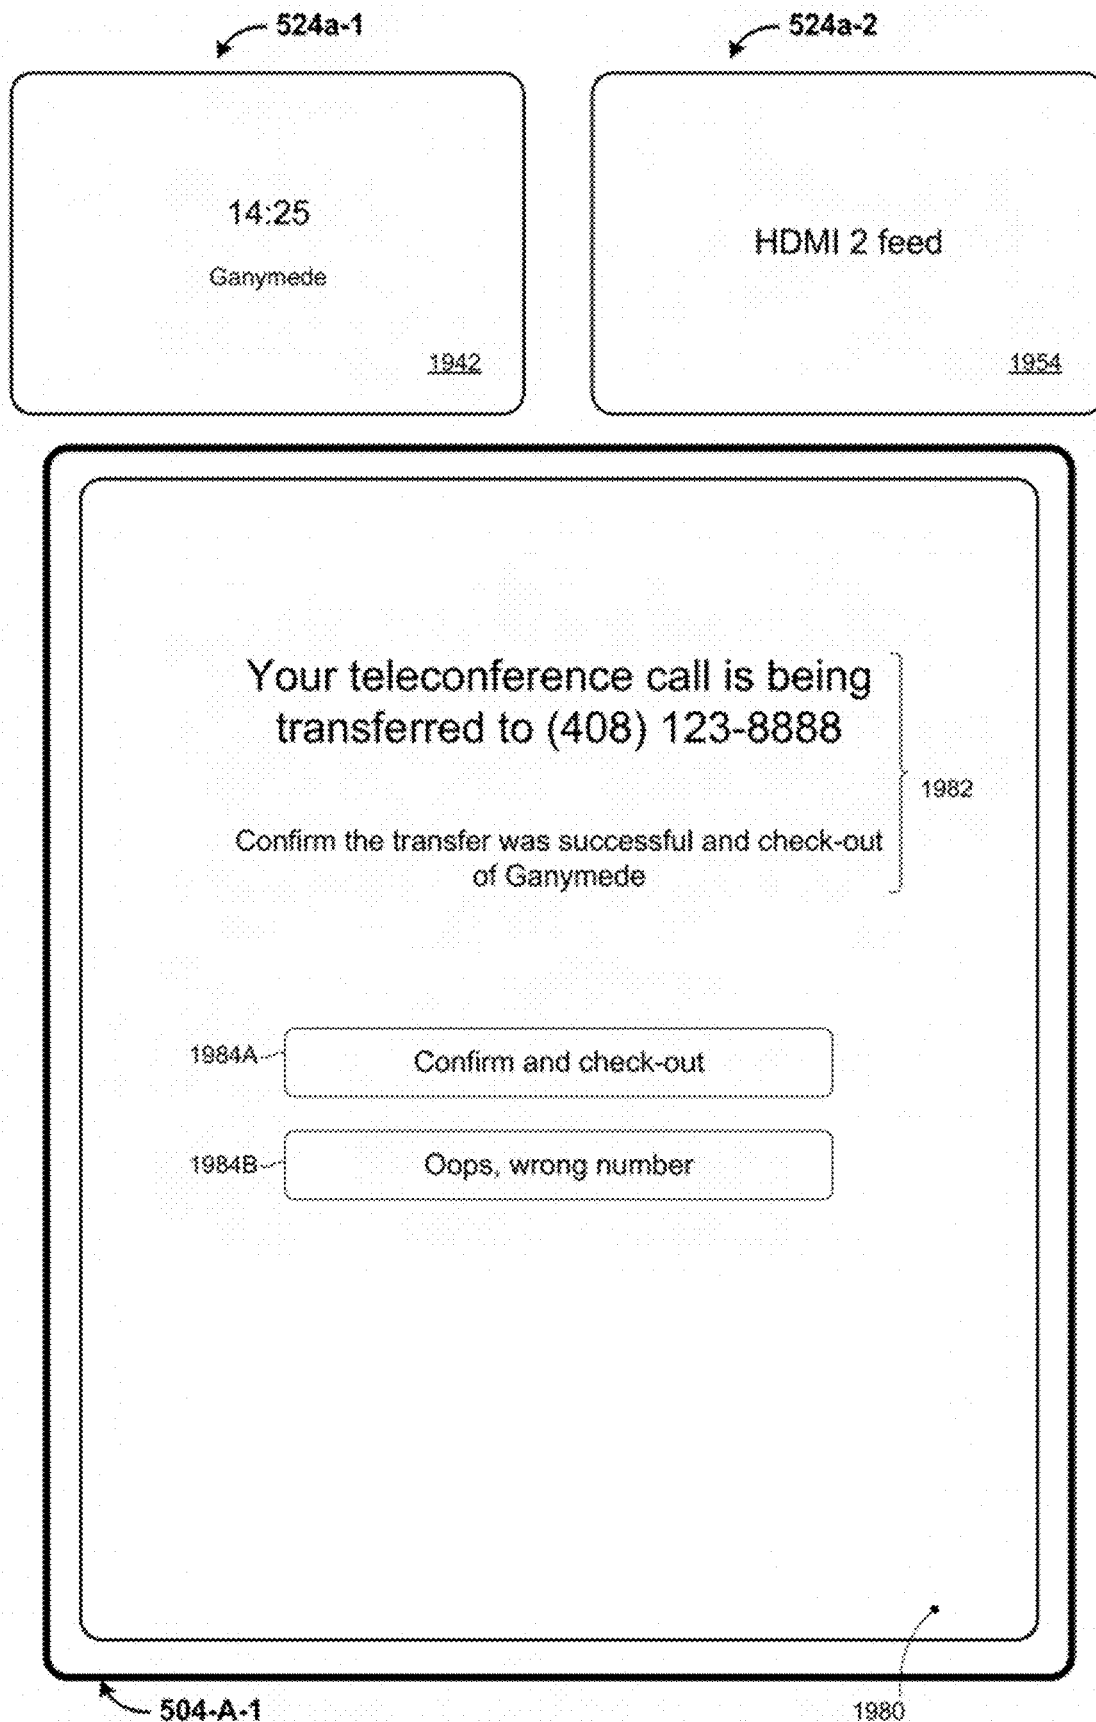 524a-1
524a-2
14:25
Ganymede
1942
HDMI 2 feed
1954
Your teleconference call is being
transferred to (408) 123-8888
1982
Confirm the transfer was successful and check-out
of Ganymede
1984A
Confirm and check-out
1984B
Oops, wrong number
504-A-1
1980